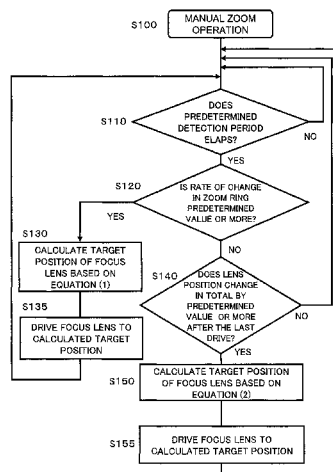 S100
MANUAL ZOOM
OPERATION
S110
DOES
PREDETERMINED
DETECTION PERIOD
ELAPS?
NO
YES
S120
IS RATE OF CHANGE
IN ZOOM RING
PREDETERMINED
VALUE OR MORE?
YES
NO
S130
CALCULATE TARGET
POSITION OF FOCUS
LENS BASED ON
EQUATION (1)
S135
DRIVE FOCUS LENS TO
CALCULATED TARGET
POSITION
S140
DOES LENS
POSITION CHANGE
IN TOTAL BY
PREDETERMINED
VALUE OR MORE
AFTER THE LAST
DRIVE?
NO
YES
S150
CALCULATE TARGET
POSITION OF FOCUS LENS
BASED ON EQUATION (2)
S155
DRIVE FOCUS LENS TO
CALCULATED TARGET POSITION